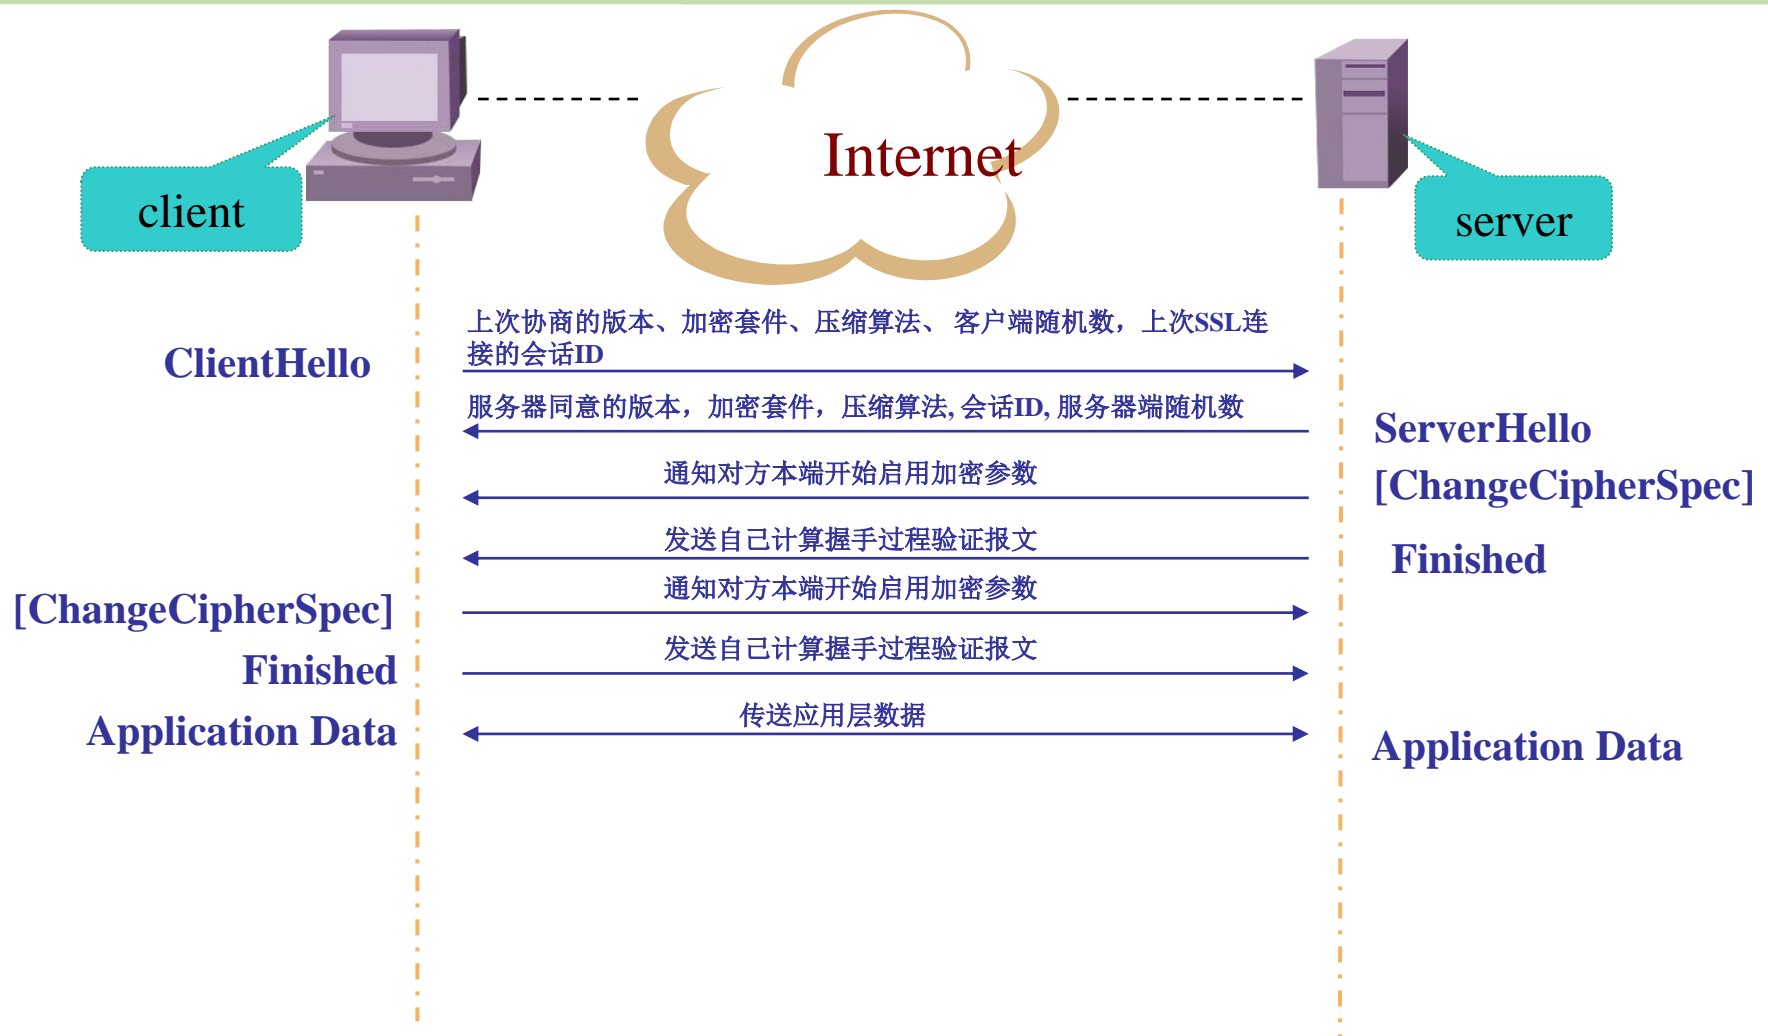 Internet
client
server
上次协商的版本、加密套件、压缩算法、 客户端随机数，上次SSL连
接的会话ID
ClientHello
服务器同意的版本，加密套件，压缩算法, 会话ID, 服务器端随机数
ServerHello
通知对方本端开始启用加密参数
[ChangeCipherSpec]
发送自己计算握手过程验证报文
Finished
通知对方本端开始启用加密参数
[ChangeCipherSpec]
发送自己计算握手过程验证报文
Finished
传送应用层数据
Application Data
Application Data